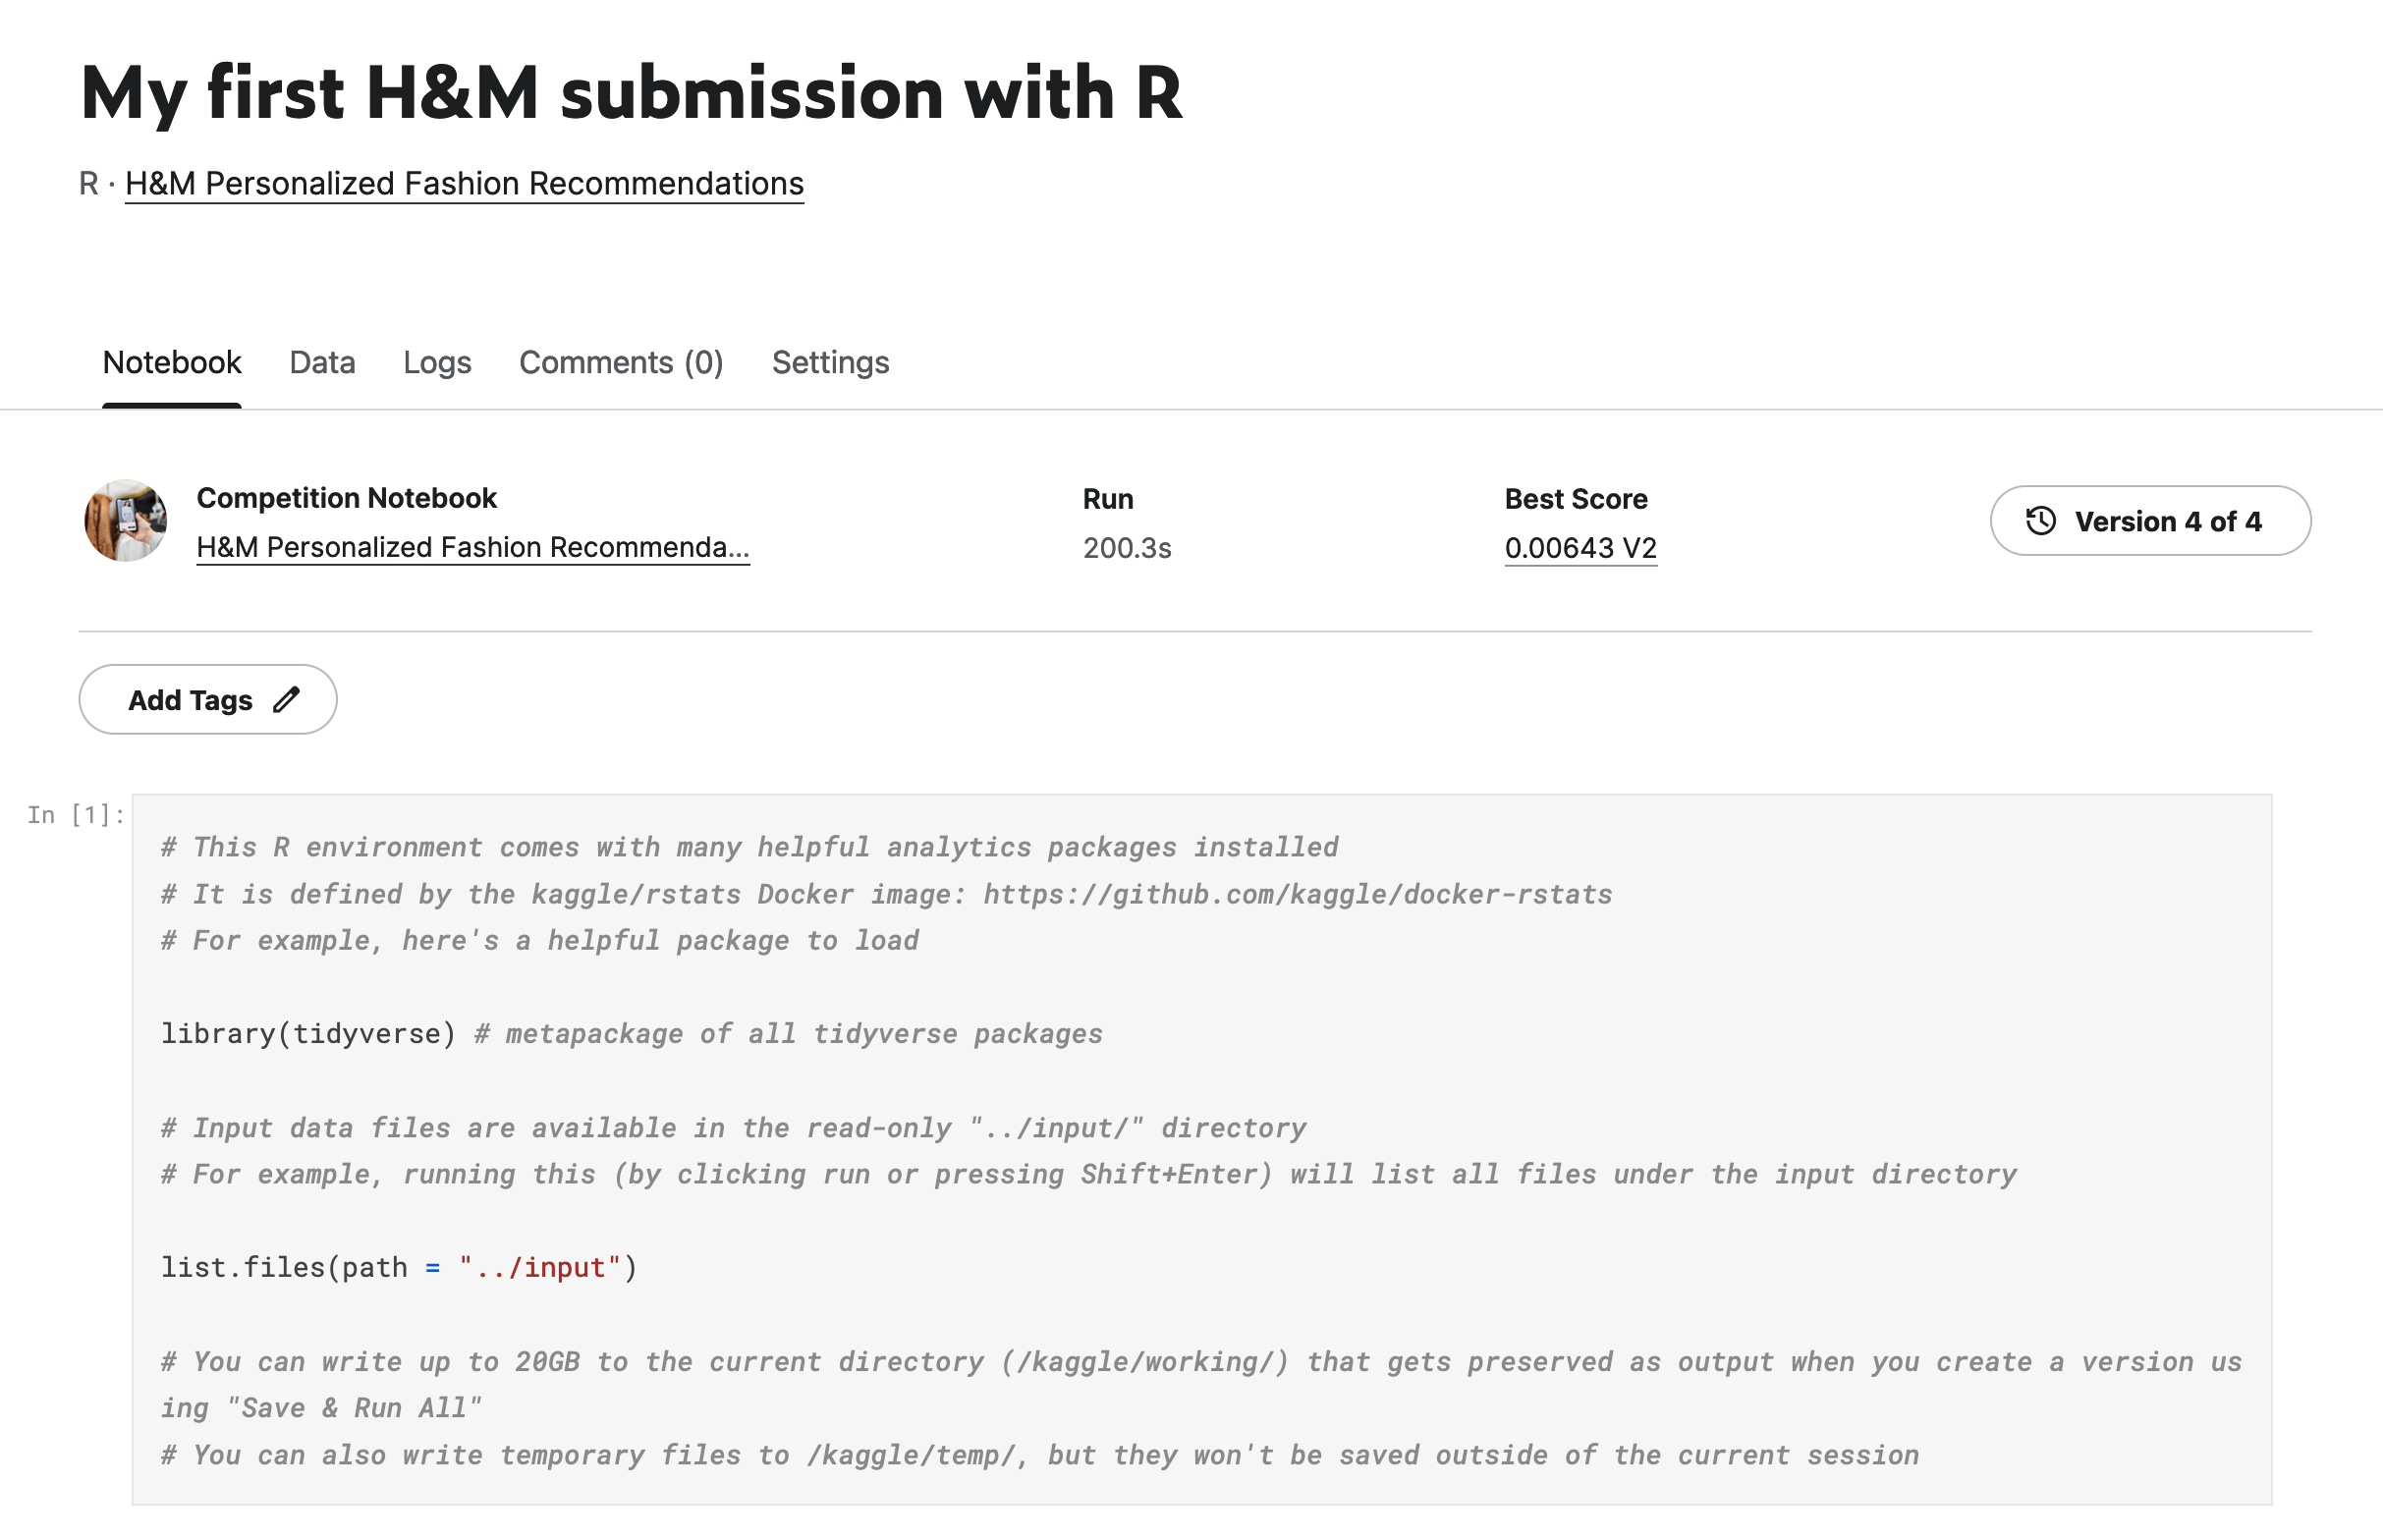 My first H&M submission with R
R · H&M Personalized Fashion Recommendations
Notebook Data Logs Comments (0) Settings
Competition Notebook
H&M Personalized Fashion Recommenda...
Run
200.3s
Best Score
0.00643 V2
Version 4 of 4
Add Tags
In [1]:
# This R environment comes with many helpful analytics packages installed
# It is defined by the kaggle/rstats Docker image: https://github.com/kaggle/docker-rstats
# For example, here's a helpful package to load
library(tidyverse) # metapackage of all tidyverse packages
# Input data files are available in the read-only "../input/" directory
# For example, running this (by clicking run or pressing Shift+Enter) will list all files under the input directory
list.files(path = "../input")
# You can write up to 20GB to the current directory (/kaggle/working/) that gets preserved as output when you create a version us
ing "Save & Run All"
# You can also write temporary files to /kaggle/temp/, but they won't be saved outside of the current session